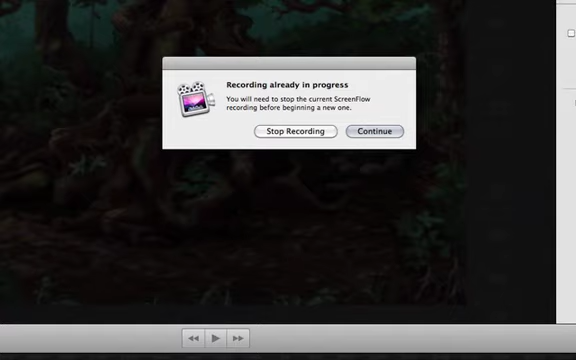 Recording already in progress
You will need to stop the current ScreenFlow
recording before beginning a new one.
Stop Recording
Continue